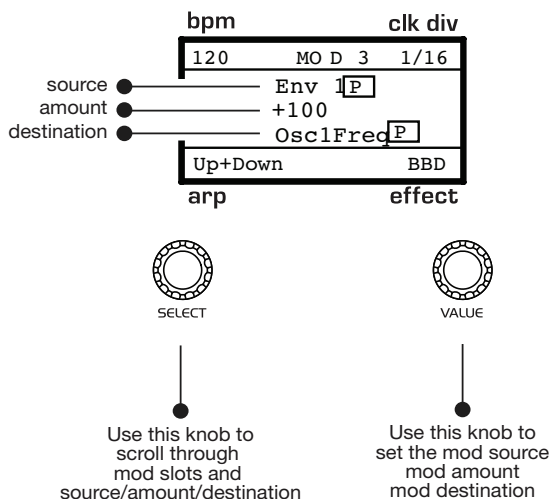 bpm clk div
120 MOD 3 1/16
source Env 1 P
amount +100
destination Osc1Freq P
Up+Down BBD
arp effect
SELECT VALUE
Use this knob to
scroll through
mod slots and
source/amount/destination
Use this knob to
set the mod source
mod amount
mod destination